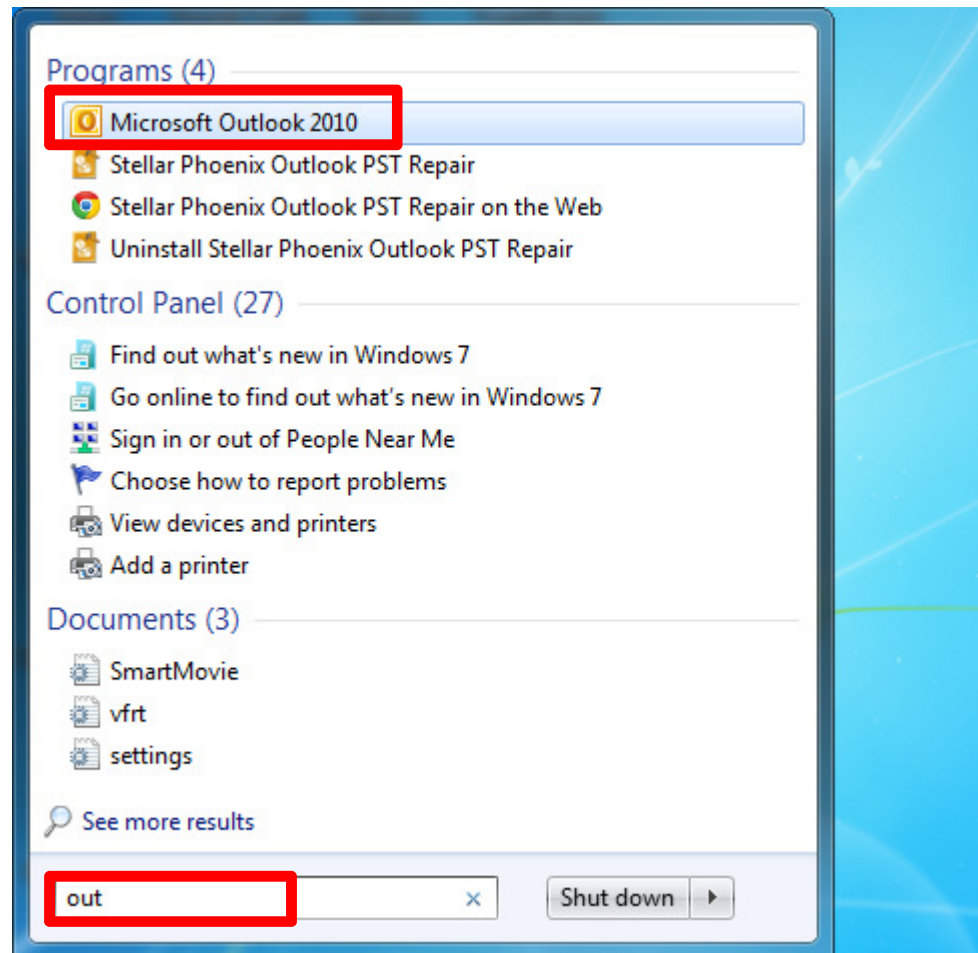 Programs (4)
Microsoft Outlook 2010
Stellar Phoenix Outlook PST Repair
Stellar Phoenix Outlook PST Repair on the Web
Uninstall Stellar Phoenix Outlook PST Repair
Control Panel (27)
Find out what's new in Windows 7
Go online to find out what's new in Windows 7
Sign in or out of People Near Me
Choose how to report problems
View devices and printers
Add a printer
Documents (3)
SmartMovie
vfrt
settings
See more results
out
Shut down